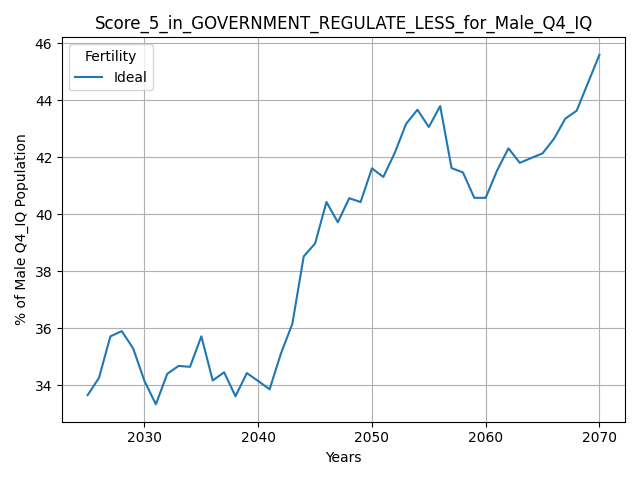 Score_5_in_GOVERNMENT_REGULATE_LESS_for_Male_Q4_IQ
Fertility
Ideal
% of Male Q4_IQ Population
46
44
42
40
38
36
34
2030 2040 2050 2060 2070
Years